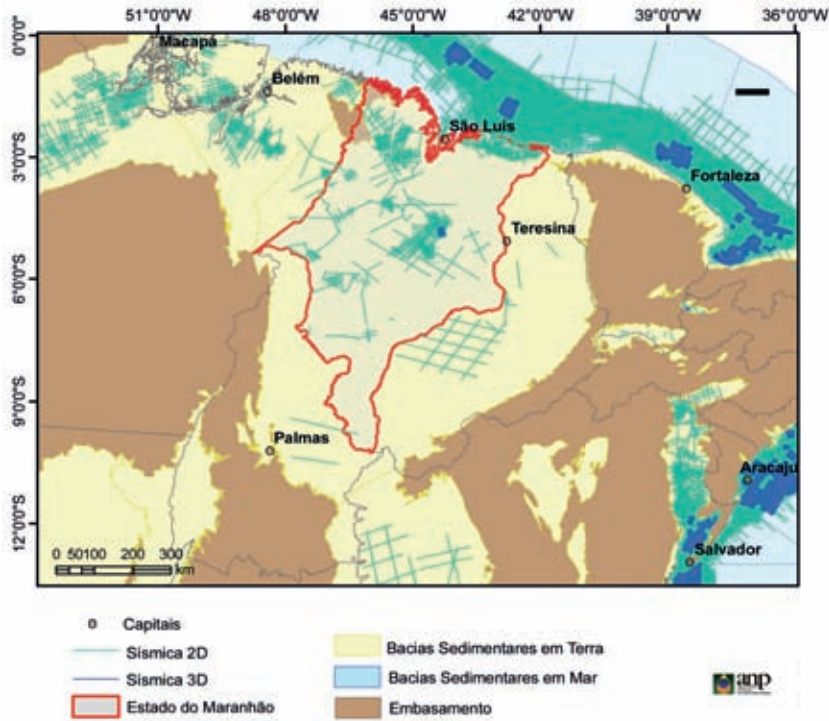 51°0'0"O 48°0'0"O 45°0'0"O 42°0'0"O 39°0'0"O 36°0'0"O
0°0'0"
3°0'0"S
6°0'0"S
9°0'0"S
12°0'0"S
Macapá
Belém
São Luis
Fortaleza
Teresina
Palmas
Aracaju
Salvador
0 50100 200 300
km
Capitais
Sísmica 2D
Sísmica 3D
Estado do Maranhão
Bacias Sedimentares em Terra
Bacias Sedimentares em Mar
Embasamento
anp